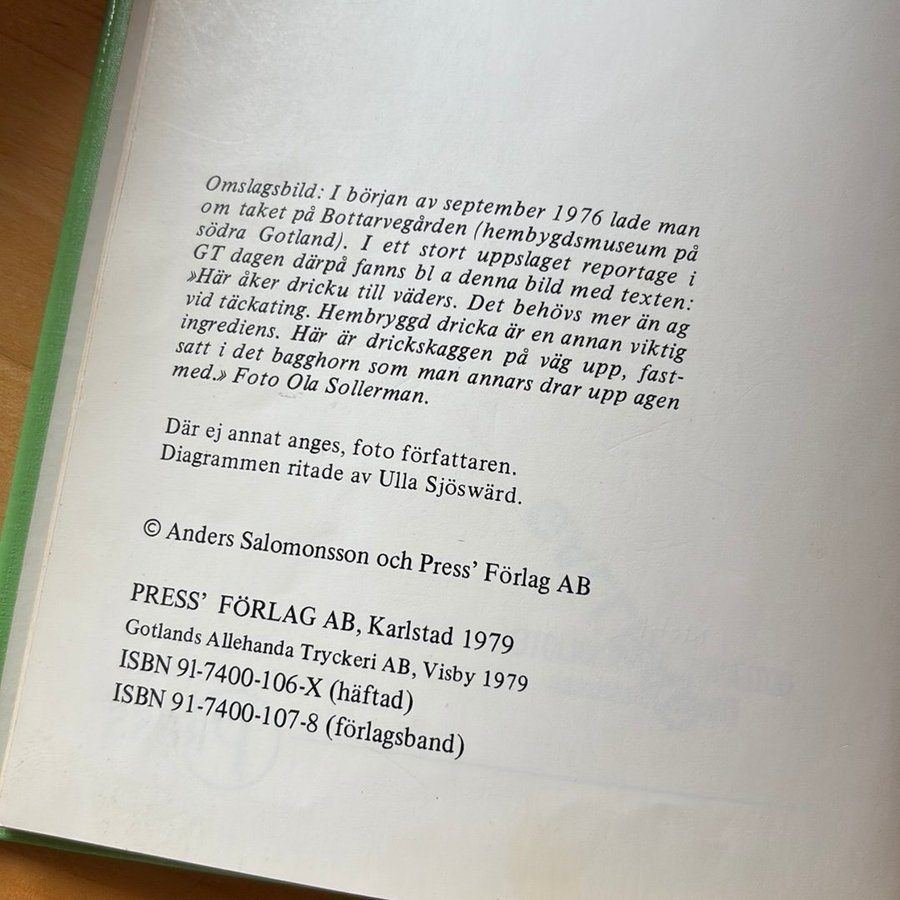 Omslagsbild: I början av september 1976 lade man
om taket på Bottarvegården (hembygdsmuseum på
södra Gotland). I ett stort uppslaget reportage i
GT dagen därpå fanns bl a denna bild med texten:
»Här åker dricku till väders. Det behövs mer än ag
vid täckating. Hembryggd dricka är en annan viktig
ingrediens. Här är drickskaggen på väg upp, fast-
satt i det bagghorn som man annars drar upp agen
med.» Foto Ola Sollerman.
Där ej annat anges, foto författaren.
Diagrammen ritade av Ulla Sjöswärd.
© Anders Salomonsson och Press' Förlag AB
PRESS' FÖRLAG AB, Karlstad 1979
Gotlands Allehanda Tryckeri AB, Visby 1979
ISBN 91-7400-106-X (häftad)
ISBN 91-7400-107-8 (förlagsband)